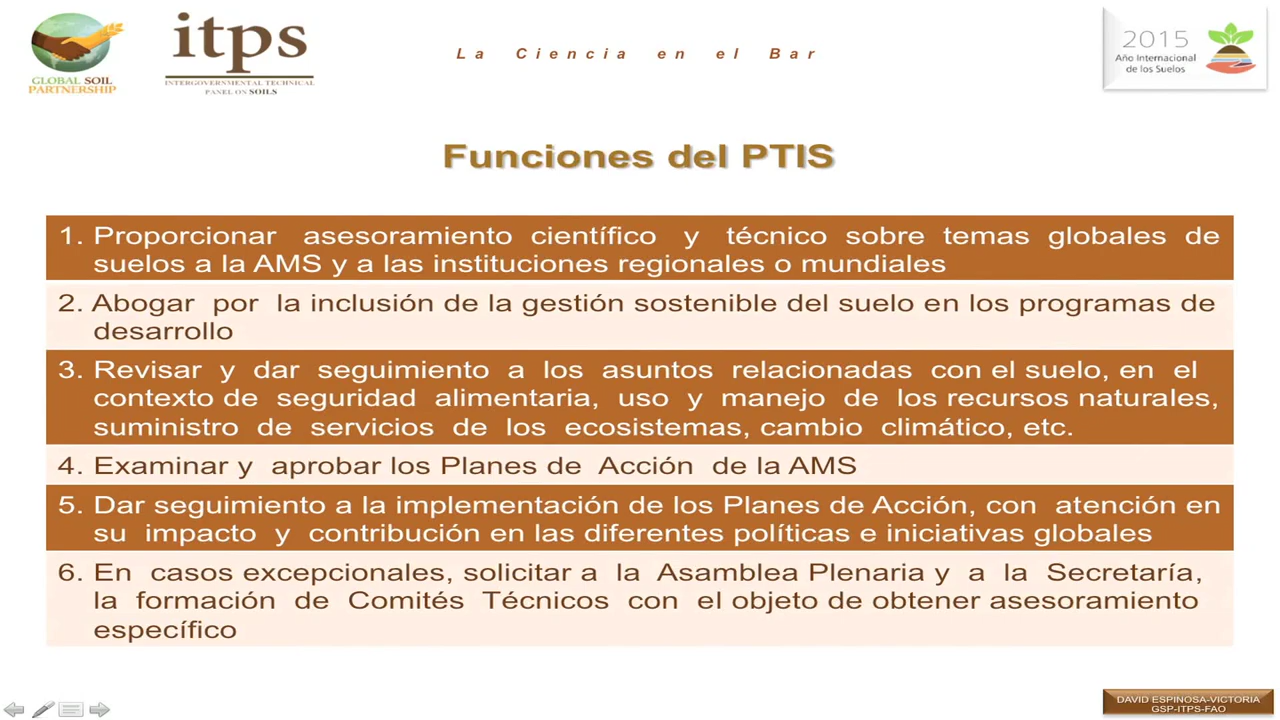 GLOBAL SOIL
PARTNERSHIP
itps
INTERGOVERNMENTAL TECHNICAL
PANEL ON SOILS
La Ciencia en el Bar
2015
Año Internacional
de los Suelos
Funciones del PTIS
1. Proporcionar asesoramiento científico y técnico sobre temas globales de
suelos a la AMS y a las instituciones regionales o mundiales
2. Abogar por la inclusión de la gestión sostenible del suelo en los programas de
desarrollo
3. Revisar y dar seguimiento a los asuntos relacionadas con el suelo, en el
contexto de seguridad alimentaria, uso y manejo de los recursos naturales,
suministro de servicios de los ecosistemas, cambio climático, etc.
4. Examinar y aprobar los Planes de Acción de la AMS
5. Dar seguimiento a la implementación de los Planes de Acción, con atención en
su impacto y contribución en las diferentes políticas e iniciativas globales
6. En casos excepcionales, solicitar a la Asamblea Plenaria y a la Secretaría,
la formación de Comités Técnicos con el objeto de obtener asesoramiento
específico
DAVID ESPINOSA-VICTORIA
GSP-ITPS-FAO